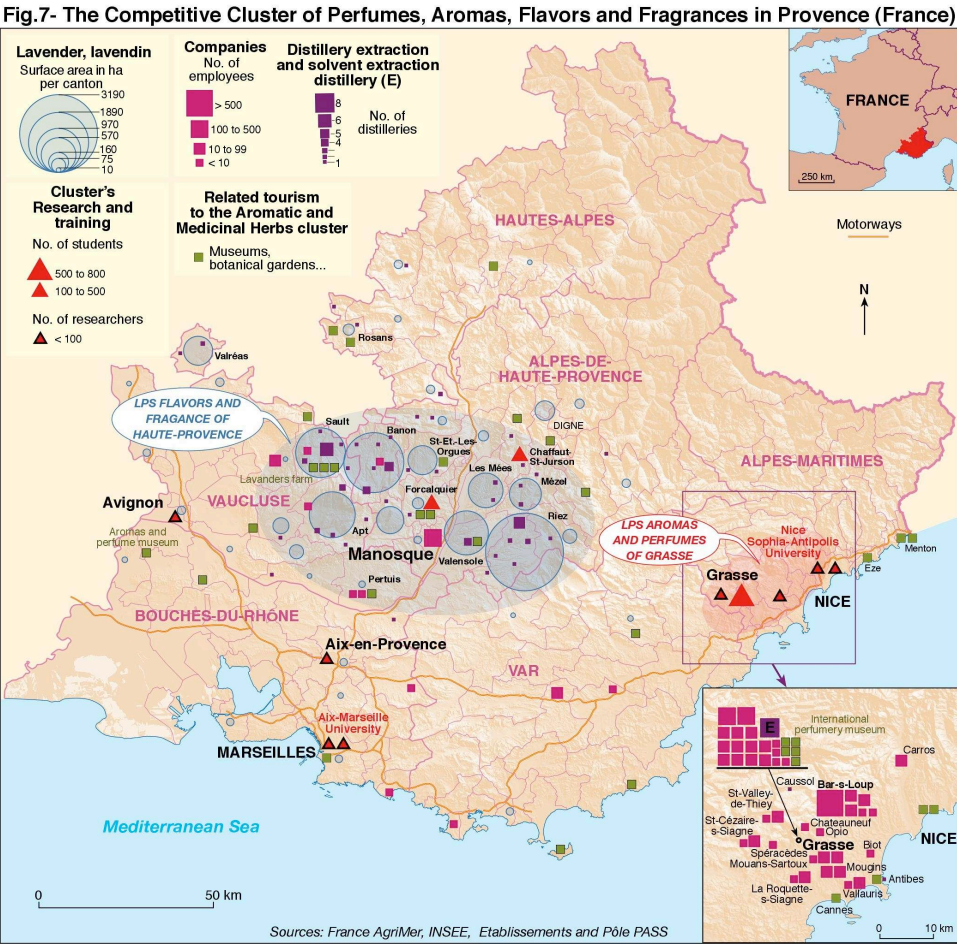 Fig.7- The Competitive Cluster of Perfumes, Aromas, Flavors and Fragrances in Provence (France)
Lavender, lavendin
Surface area in ha
per canton
3190
1890
970
570
160
75
10
Companies
No. of
employees
> 500
100 to 500
10 to 99
< 10
Distillery extraction
and solvent extraction
distillery (E)
8
6
5
4
1
No. of
distilleries
Cluster's
Research and
training
No. of students
500 to 800
100 to 500
No. of researchers
< 100
Related tourism
to the Aromatic and
Medicinal Herbs cluster
Museums,
botanical gardens...
FRANCE
250 km
Motorways
N
HAUTES-ALPES
Rosans
Valréas
ALPES-DE-
HAUTE-PROVENCE
LPS FLAVORS AND
FRAGANCE OF
HAUTE-PROVENCE
Sault
Banon
DIGNE
St-Et.-Les-
Orgues
Chaffaut-
St-Jurson
Les Mées
Mézel
ALPES-MARITIMES
Lavanders farm
Forcalquier
VAUCLUSE
Avignon
Riez
Apt
Aromas and
perfume museum
Manosque
Valensole
LPS AROMAS
AND PERFUMES
OF GRASSE
Nice
Sophia-Antipolis
University
Menton
Eze
Grasse
NICE
Pertuis
BOUCHES-DU-RHÔNE
Aix-en-Provence
VAR
Aix-Marseille
University
MARSEILLES
Mediterranean Sea
E
International
perfumery museum
Carros
Caussol
Bar-s-Loup
St-Valley-
de-Thiey
St-Cézaire-
s-Siagne
Chateauneuf
Opio
NICE
Grasse
Biot
Spéracèdes
Mouans-Sartoux
Mougins
Antibes
La Roquette-
s-Siagne
Vallauris
Cannes
0 10 km
0 50 km
Sources: France AgriMer, INSEE, Etablissements and Pôle PASS